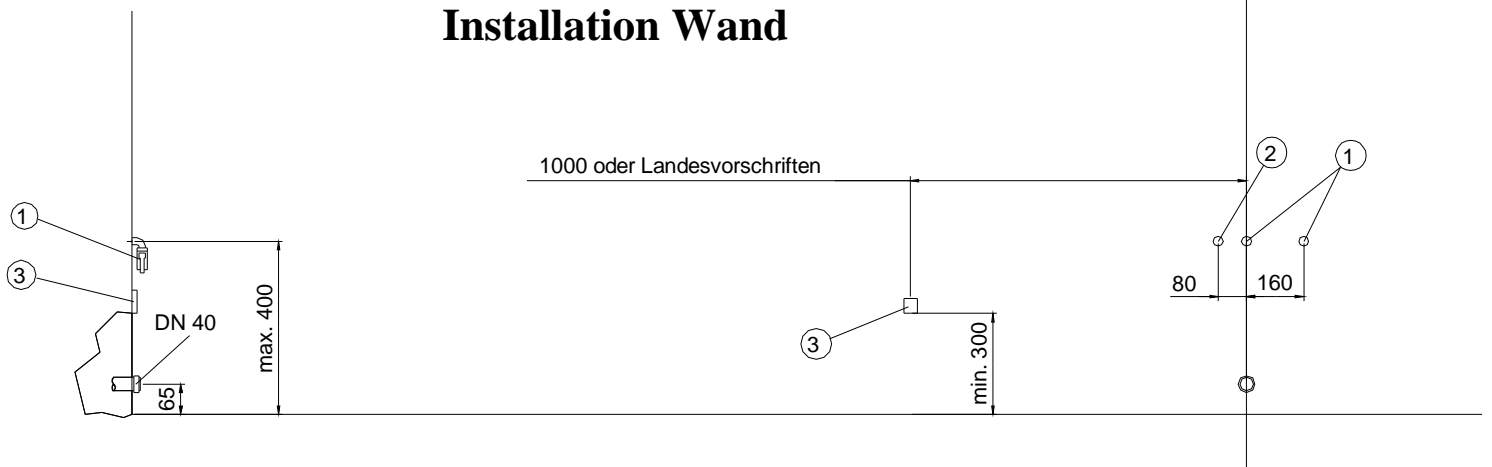 Installation Wand
1000 oder Landesvorschriften
2
1
1
3
80
160
DN 40
max. 400
3
min. 300
65